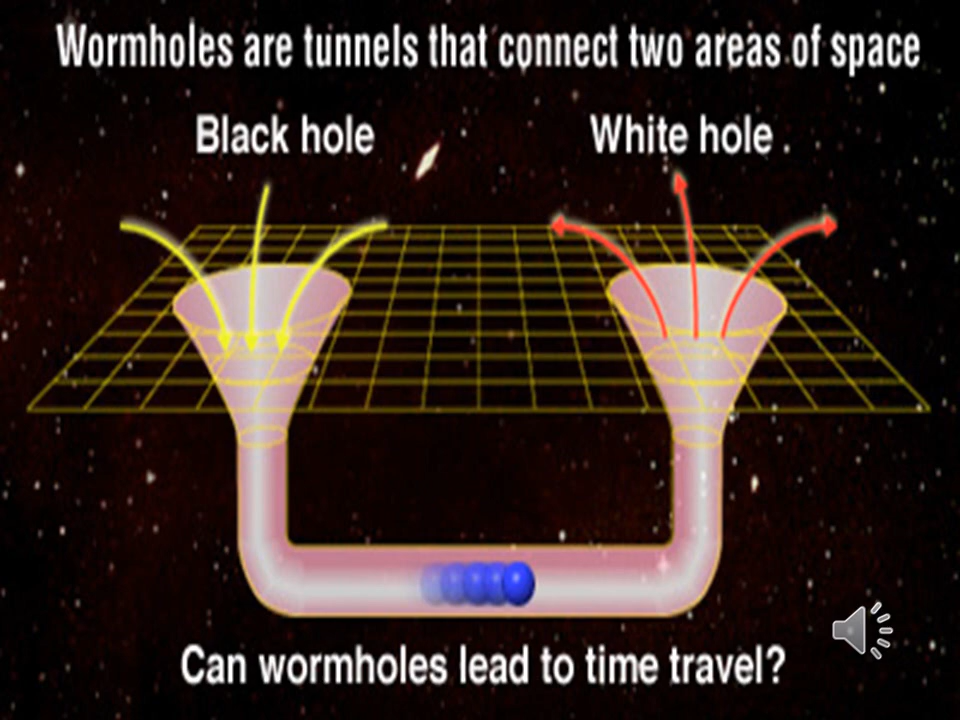 Wormholes are tunnels that connect two areas of space
Black hole
White hole .
Can wormholes lead to time travel?